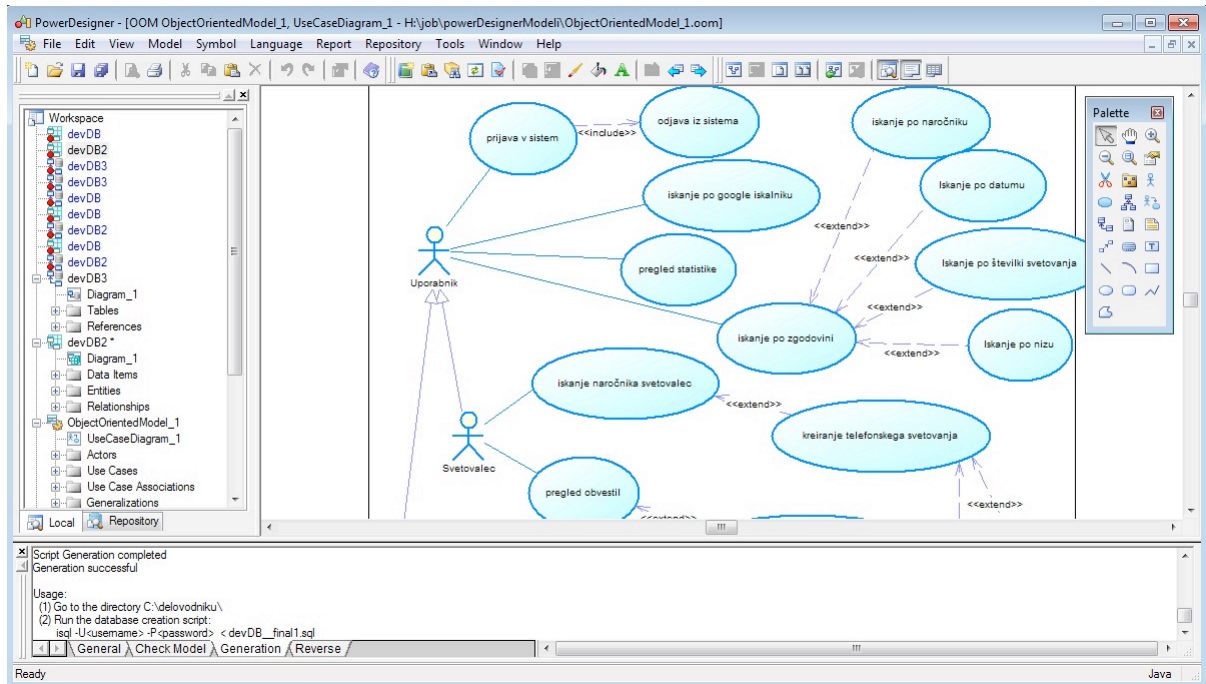 PowerDesigner - [OOM ObjectOrientedModel_1, UseCaseDiagram_1 - H:\job\powerDesignerModeli\ObjectOrientedModel_1.oom]
File Edit View Model Symbol Language Report Repository Tools Window Help
Workspace
devDB
devDB2
devDB3
devDB3
devDB
devDB
devDB2
devDB
devDB2
devDB3
Diagram_1
Tables
References
devDB2 *
Diagram_1
Data Items
Entities
Relationships
ObjectOrientedModel_1
UseCaseDiagram_1
Actors
Use Cases
Use Case Associations
Generalizations
Local Repository
prijava v sistem
<<include>>
odjava iz sistema
iskanje po naročniku
iskanje po google iskalniku
Iskanje po datumu
<<extend>>
Uporabnik
pregled statistike
<<extend>>
Iskanje po številki svetovanja
<<extend>>
iskanje po zgodovini
<<extend>>
Iskanje po nizu
iskanje naročnika svetovalec
<<extend>>
kreiranje telefonskega svetovanja
Svetovalec
pregled obvestil
<<extend>>
<<extend>>
Palette
Script Generation completed
Generation successful
Usage:
(1) Go to the directory C:\delovodniku\
(2) Run the database creation script:
isql -U<username> -P<password> < devDB__final1.sql
General Check Model Generation Reverse
Ready
Java